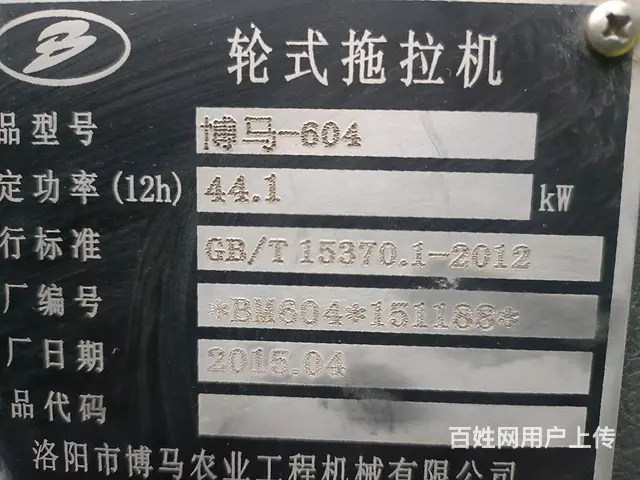 轮式拖拉机
品型号 博马-604
定功率(12h) 44.1 kW
行标准 GB/T 15370.1-2012
厂编号 *BM604*151188*
厂日期 2015.04
品代码
洛阳市博马农业工程机械有限公司
百姓网用户上传